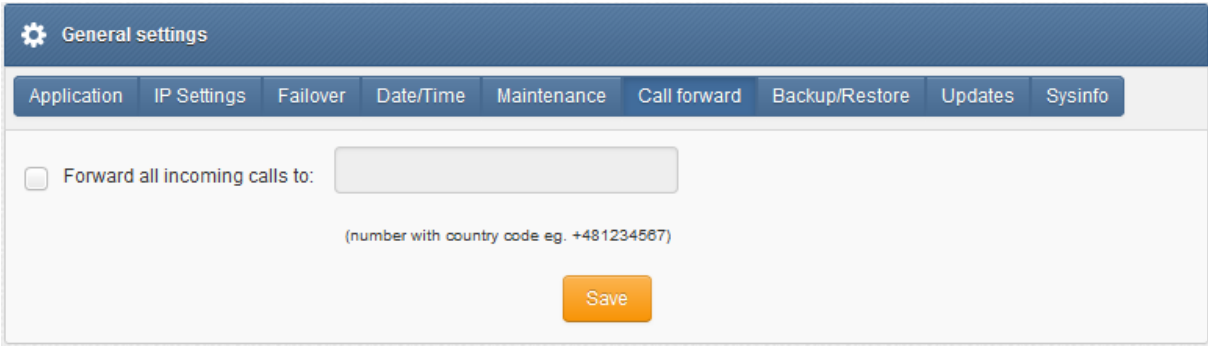 General settings
Application IP Settings Failover Date/Time Maintenance Call forward Backup/Restore Updates Sysinfo
Forward all incoming calls to:
(number with country code eg. +481234567)
Save